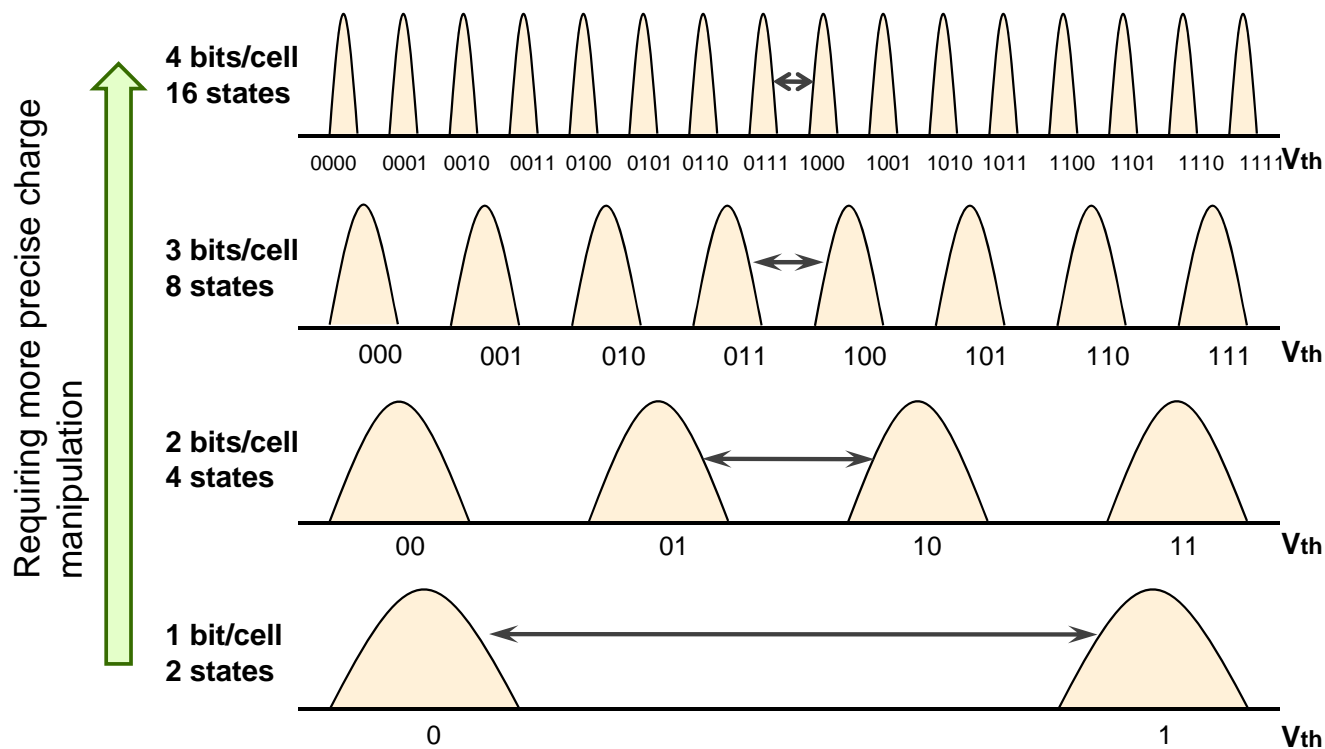 Requiring more precise charge
manipulation
4 bits/cell
16 states
0000 0001 0010 0011 0100 0101 0110 0111 1000 1001 1010 1011 1100 1101 1110 1111 Vth
3 bits/cell
8 states
000 001 010 011 100 101 110 111 Vth
2 bits/cell
4 states
00 01 10 11 Vth
1 bit/cell
2 states
0 1 Vth